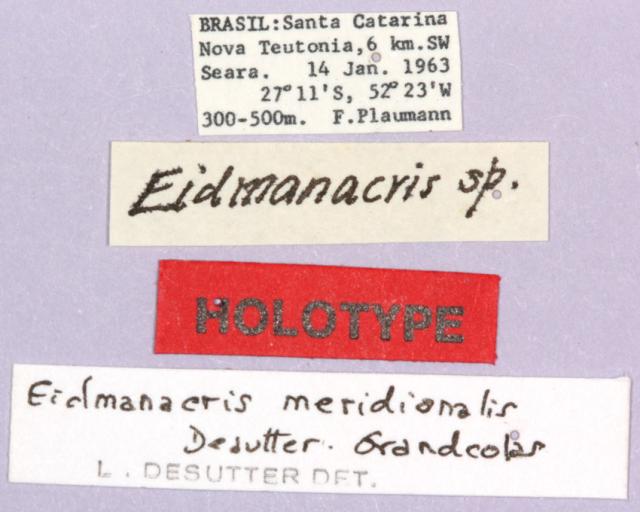 BRASIL:Santa Catarina
Nova Teutonia,6 km.SW
Seara. 14 Jan. 1963
27°11'S, 52°23'W
300-500m. F.Plaumann
Eidmanacris sp.
HOLOTYPE
Eidmanacris meridionalis
Desutter. Grandcolas
L. DESUTTER DET.